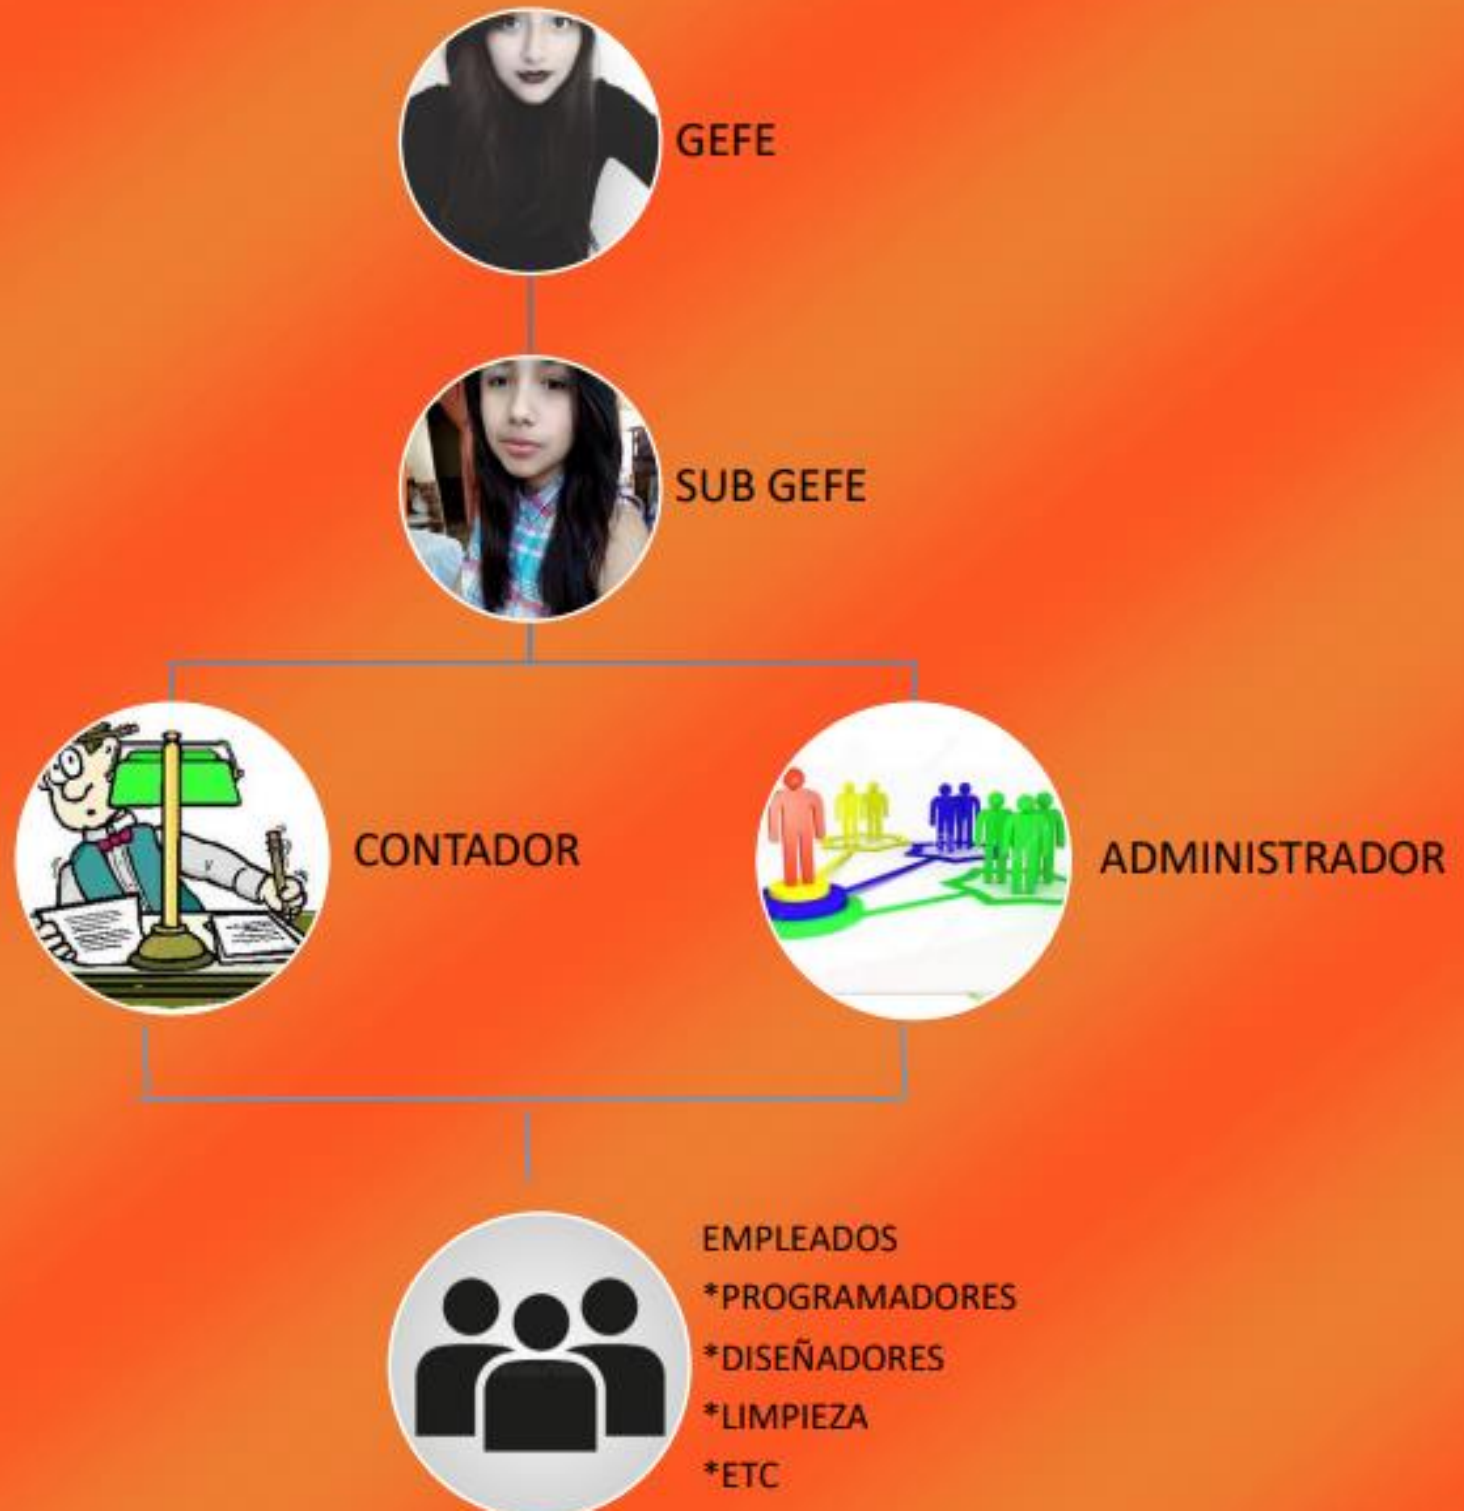 GEFE
SUB GEFE
CONTADOR
ADMINISTRADOR
EMPLEADOS
*PROGRAMADORES
*DISEÑADORES
*LIMPIEZA
*ETC